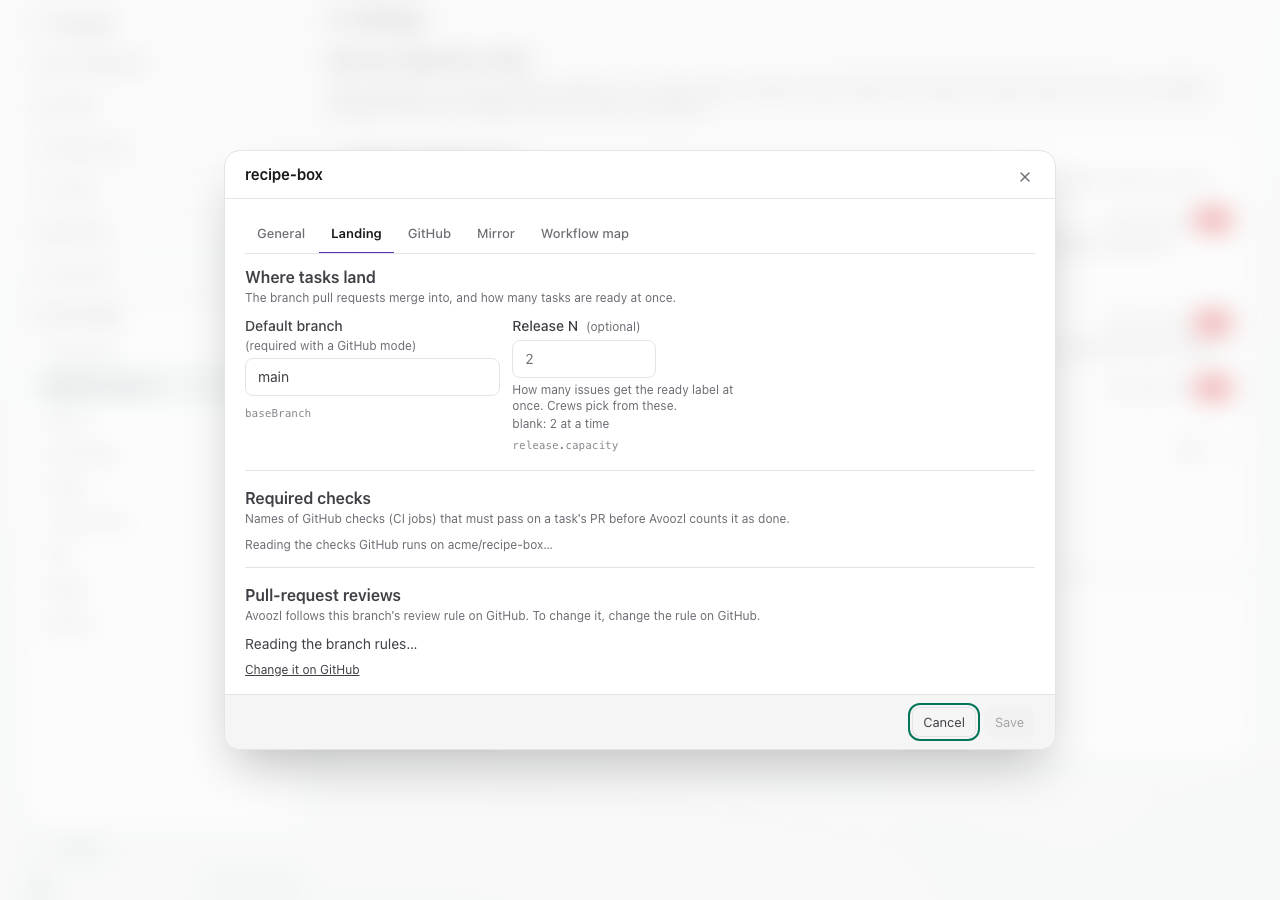 recipe-box
General Landing GitHub Mirror Workflow map
Where tasks land
The branch pull requests merge into, and how many tasks are ready at once.
Default branch
(required with a GitHub mode)
main
baseBranch
Release N (optional)
2
How many issues get the ready label at
once. Crews pick from these.
blank: 2 at a time
release.capacity
Required checks
Names of GitHub checks (CI jobs) that must pass on a task's PR before Avoozl counts it as done.
Reading the checks GitHub runs on acme/recipe-box…
Pull-request reviews
Avoozl follows this branch's review rule on GitHub. To change it, change the rule on GitHub.
Reading the branch rules…
Change it on GitHub
Cancel Save